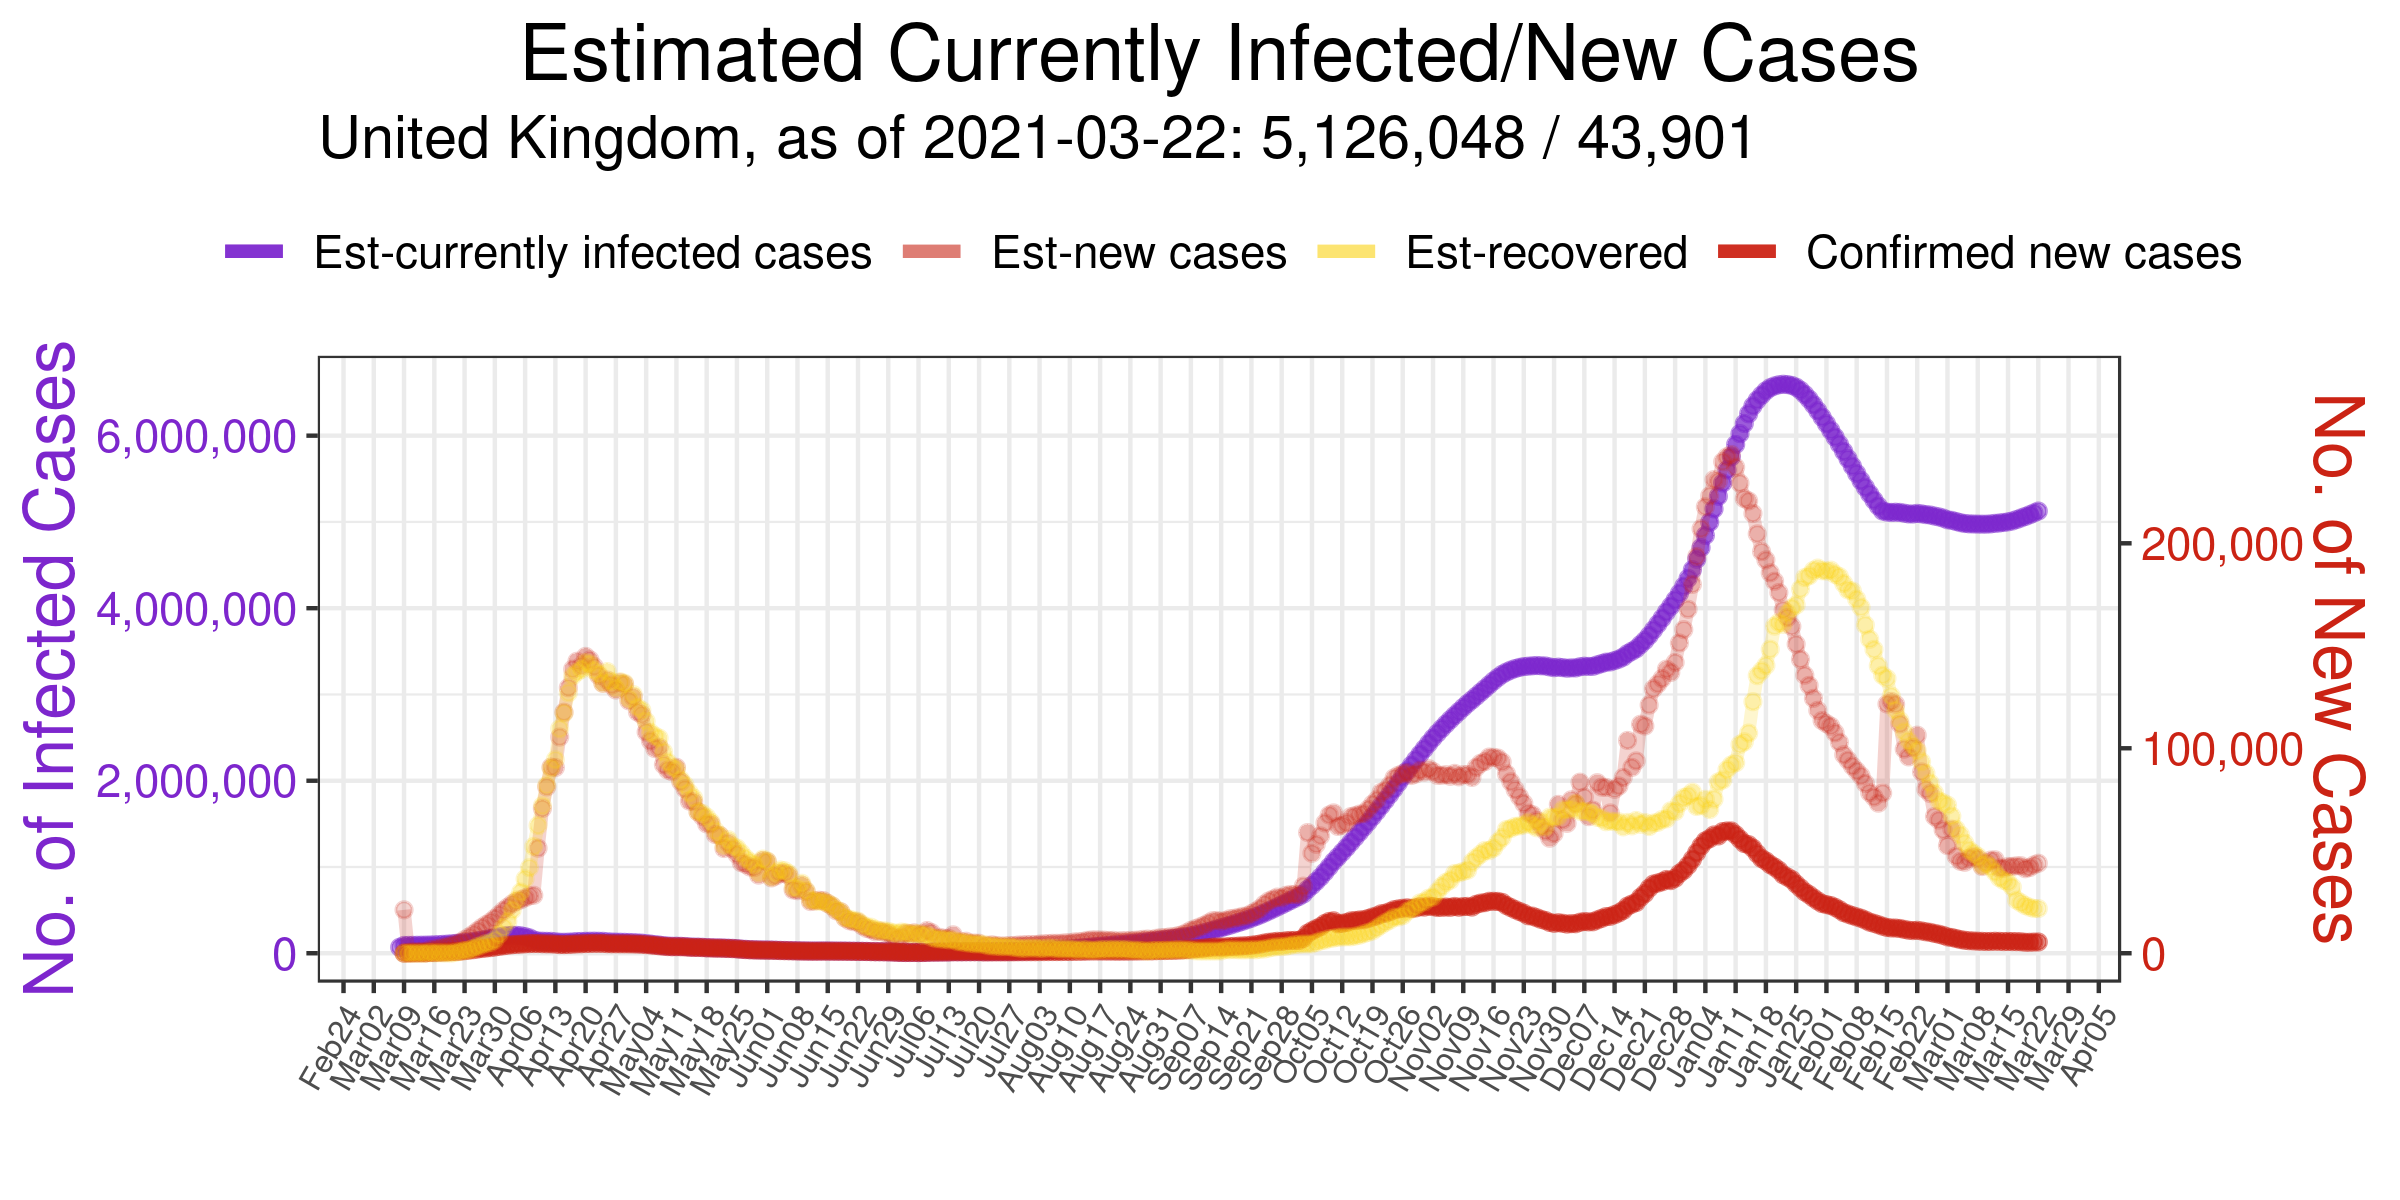 Estimated Currently Infected/New Cases
United Kingdom, as of 2021-03-22: 5,126,048 / 43,901
Est-currently infected cases Est-new cases Est-recovered Confirmed new cases
No. of Infected Cases
6,000,000
4,000,000
2,000,000
0
200,000
100,000
0
No. of New Cases
Feb24 Mar02 Mar09 Mar16 Mar23 Mar30 Apr06 Apr13 Apr20 Apr27 May04 May11 May18 May25 Jun01 Jun08 Jun15 Jun22 Jun29 Jul06 Jul13 Jul20 Jul27 Aug03 Aug10 Aug17 Aug24 Aug31 Sep07 Sep14 Sep21 Sep28 Oct05 Oct12 Oct19 Oct26 Nov02 Nov09 Nov16 Nov23 Nov30 Dec07 Dec14 Dec21 Dec28 Jan04 Jan11 Jan18 Jan25 Feb01 Feb08 Feb15 Feb22 Mar01 Mar08 Mar15 Mar22 Mar29 Apr05